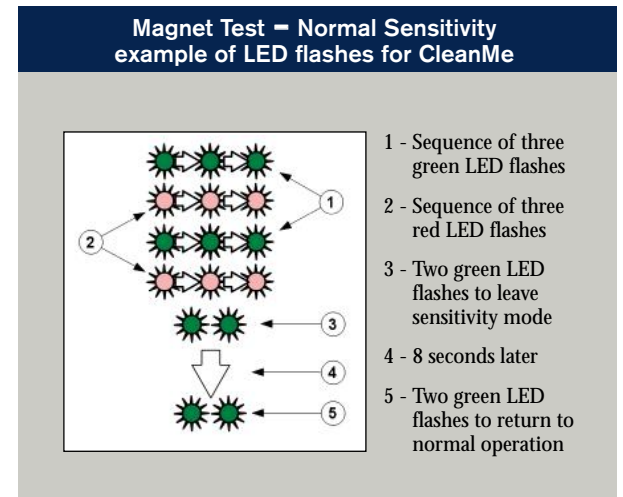 Magnet Test – Normal Sensitivity
example of LED flashes for CleanMe
1
2
3
4
5
1 - Sequence of three
green LED flashes
2 - Sequence of three
red LED flashes
3 - Two green LED
flashes to leave
sensitivity mode
4 - 8 seconds later
5 - Two green LED
flashes to return to
normal operation